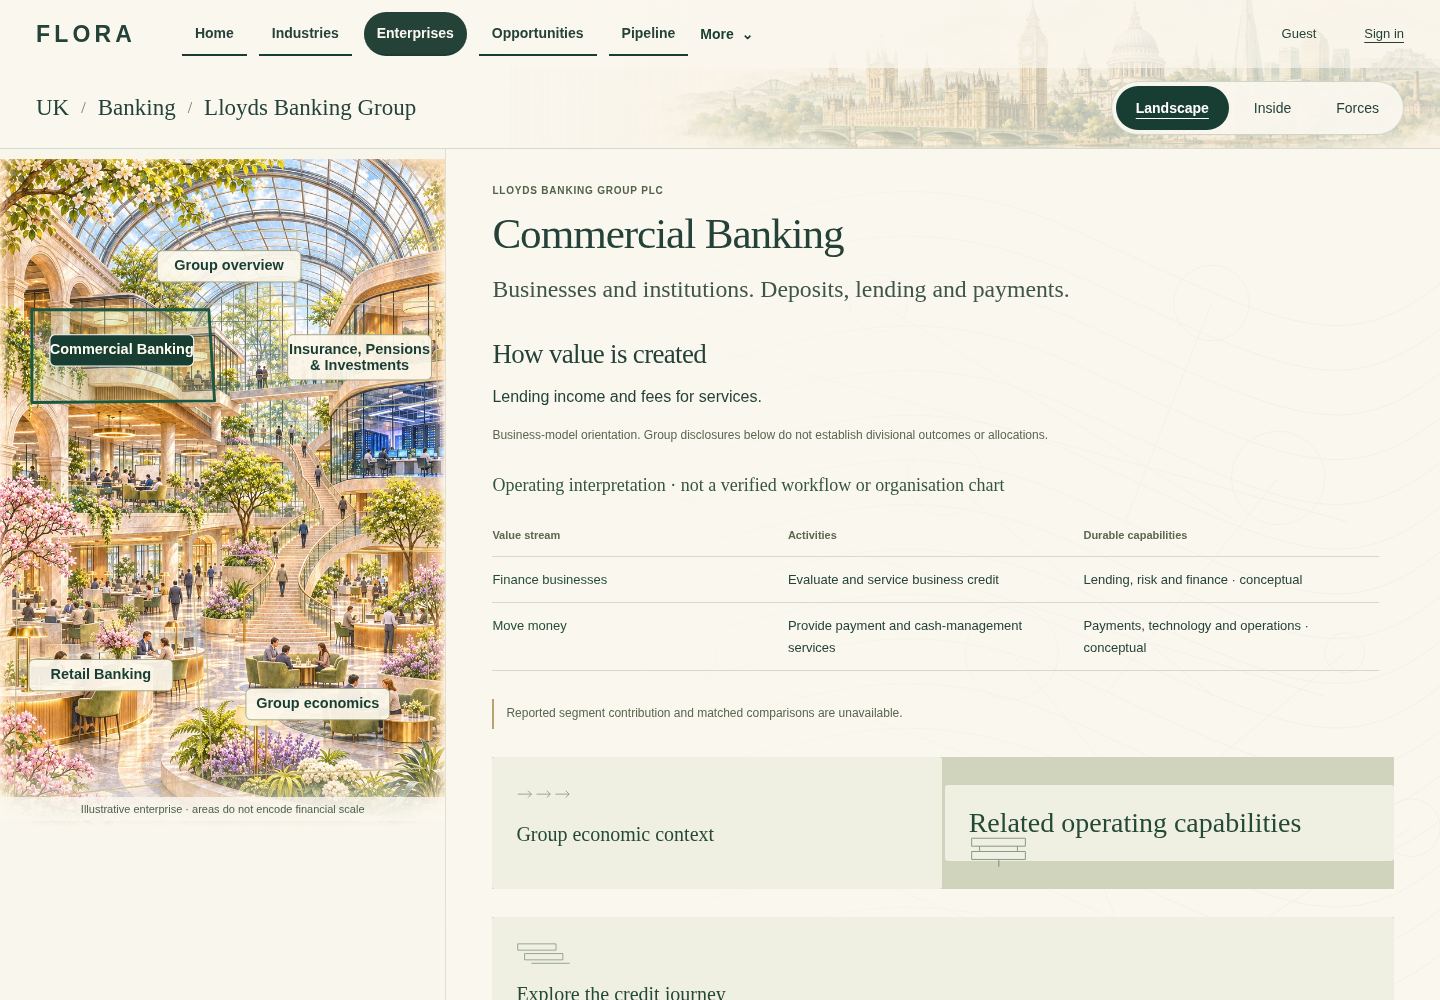 FLORA
Home
Industries
Enterprises
Opportunities
Pipeline
More
Guest
Sign in
UK / Banking / Lloyds Banking Group
Landscape
Inside
Forces
Group overview
Commercial Banking
Insurance, Pensions
& Investments
Retail Banking
Group economics
Illustrative enterprise · areas do not encode financial scale
LLOYDS BANKING GROUP PLC
Commercial Banking
Businesses and institutions. Deposits, lending and payments.
How value is created
Lending income and fees for services.
Business-model orientation. Group disclosures below do not establish divisional outcomes or allocations.
Operating interpretation · not a verified workflow or organisation chart
Value stream
Activities
Durable capabilities
Finance businesses
Evaluate and service business credit
Lending, risk and finance · conceptual
Move money
Provide payment and cash-management
services
Payments, technology and operations ·
conceptual
Reported segment contribution and matched comparisons are unavailable.
Group economic context
Related operating capabilities
Explore the credit journey